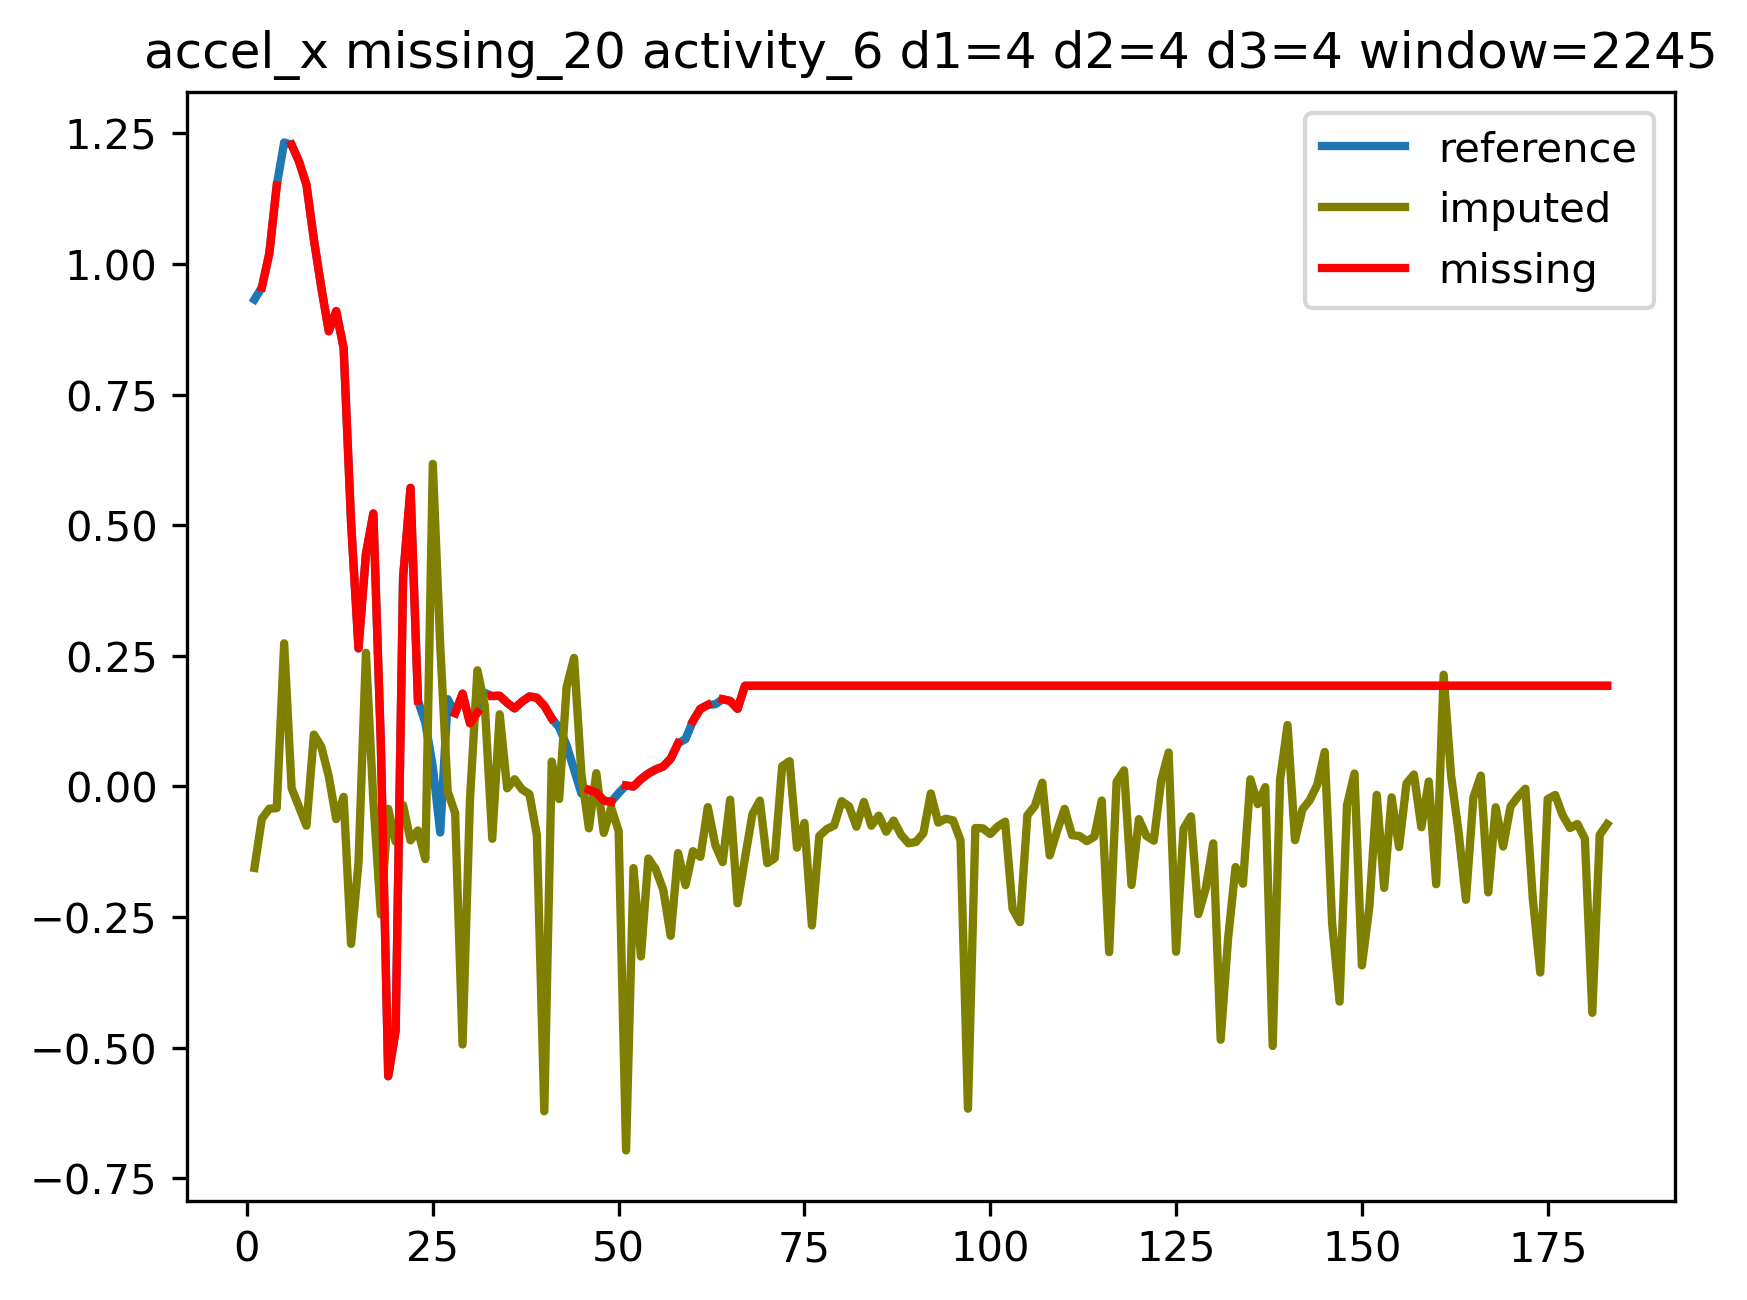 accel_x missing_20 activity_6 d1=4 d2=4 d3=4 window=2245
1.25
1.00
0.75
0.50
0.25
0.00
−0.25
−0.50
−0.75
reference
imputed
missing
0 25 50 75 100 125 150 175